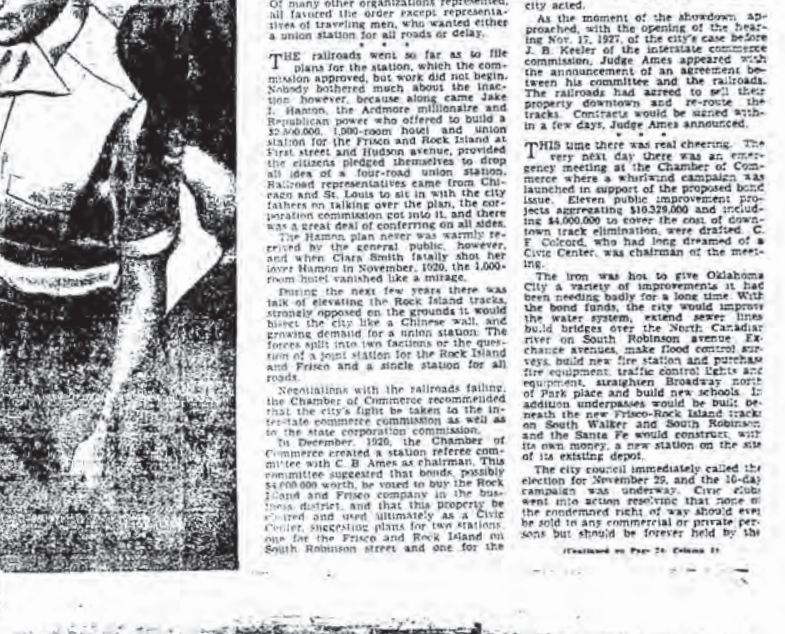 Of many other organizations represented,
all favored the order except representa-
tives of traveling men, who wanted either
a union station for all roads or delay.
* * *
THE railroads went so far as to file
plans for the station, which the com-
mission approved, but work did not begin.
Nobody bothered much about the inac-
tion however, because along came Jake
L. Hamon, the Ardmore millionaire and
Republican power who offered to build a
1,000-room hotel and union
station for the Frisco and Rock Island at
First street and Hudson avenue, provided
the citizens pledged themselves to drop
all idea of a four-road union station.
Railroad representatives came from Chi-
cago and St. Louis to sit in with the city
fathers on talking over the plan, the cor-
poration commission got into it, and there
was a great deal of conferring on all sides.
The Hamon plan never was warmly re-
ceived by the general public, however,
and when Clara Smith fatally shot her
lover Hamon in November, 1920, the 1,000-
room hotel vanished like a mirage.
During the next few years there was
talk of elevating the Rock Island tracks,
strongly opposed on the grounds it would
bisect the city like a Chinese wall, and
growing demand for a union station. The
forces split into two factions or the ques-
tion of a joint station for the Rock Island
and Frisco and a single station for all
roads.
Negotiations with the railroads failing,
the Chamber of Commerce recommended
that the city's fight be taken to the in-
terstate commerce commission as well as
to the state corporation commission.
In December, 1920, the Chamber of
Commerce created a station referee com-
mittee with C. B. Ames as chairman. This
committee suggested that bonds, possibly
$4,000,000 worth, be voted to buy the Rock
Island and Frisco company in the bus-
iness district, and that this property be
cleared and used ultimately as a Civic
Center, suggesting plans for two stations,
one for the Frisco and Rock Island on
South Robinson street and one for the
city acted.
As the moment of the showdown ap-
proached, with the opening of the hear-
ing Nov. 17, 1927, of the city's case before
J. B. Keeler of the interstate commerce
commission, Judge Ames appeared with
the announcement of an agreement be-
tween his committee and the railroads.
The railroads had agreed to sell their
property downtown and re-route the
tracks. Contracts would be signed with-
in a few days, Judge Ames announced.
* * *
THIS time there was real cheering. The
very next day there was an emer-
gency meeting at the Chamber of Com-
merce where a whirlwind campaign was
launched in support of the proposed bond
issue. Eleven public improvement pro-
jects aggregating $10,329,000 and includ-
ing $4,000,000 to cover the cost of down-
town track elimination, were drafted. C.
F. Colcord, who had long dreamed of a
Civic Center, was chairman of the meet-
ing.
The iron was hot to give Oklahoma
City a variety of improvements it had
been needing badly for a long time. With
the bond funds, the city would improve
the water system, extend sewer lines
build bridges over the North Canadian
river on South Robinson avenue Ex-
change avenues, make flood control sur-
veys, build new fire station and purchase
fire equipment, traffic control lights and
equipment, straighten Broadway north
of Park place and build new schools. In
addition underpasses would be built be-
neath the new Frisco-Rock Island tracks
on South Walker and South Robinson
and the Santa Fe would construct, with
its own money, a new station on the site
of its existing depot.
The city council immediately called the
election for November 29, and the 10-day
campaign was underway. Civic clubs
went into action resolving that none of
the condemned right of way should ever
be sold to any commercial or private per-
sons but should be forever held by the
(Continued on Page 24, Column 1)